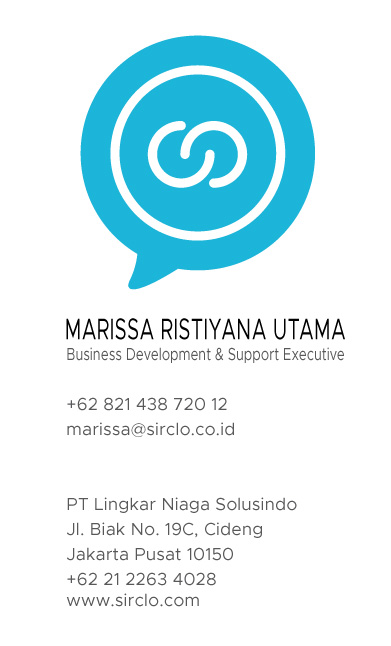 MARISSA RISTIYANA UTAMA
Business Development & Support Executive
+62 821 438 720 12
marissa@sirclo.co.id
PT Lingkar Niaga Solusindo
Jl. Biak No. 19C, Cideng
Jakarta Pusat 10150
+62 21 2263 4028
www.sirclo.com